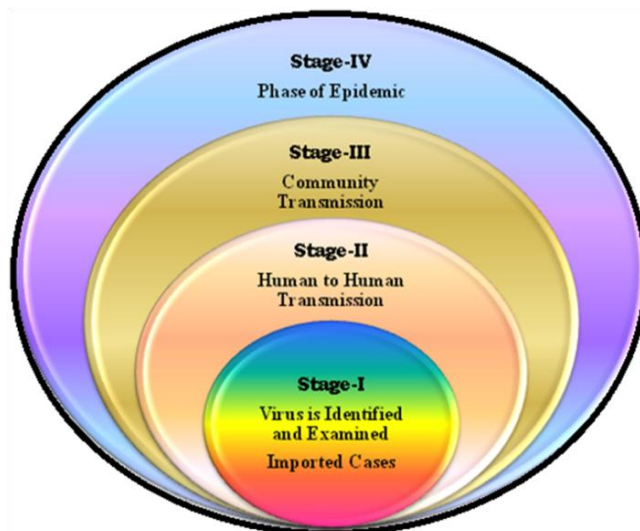 Stage-IV
Phase of Epidemic
Stage-III
Community
Transmission
Stage-II
Human to Human
Transmission
Stage-I
Virus is Identified
and Examined
Imported Cases